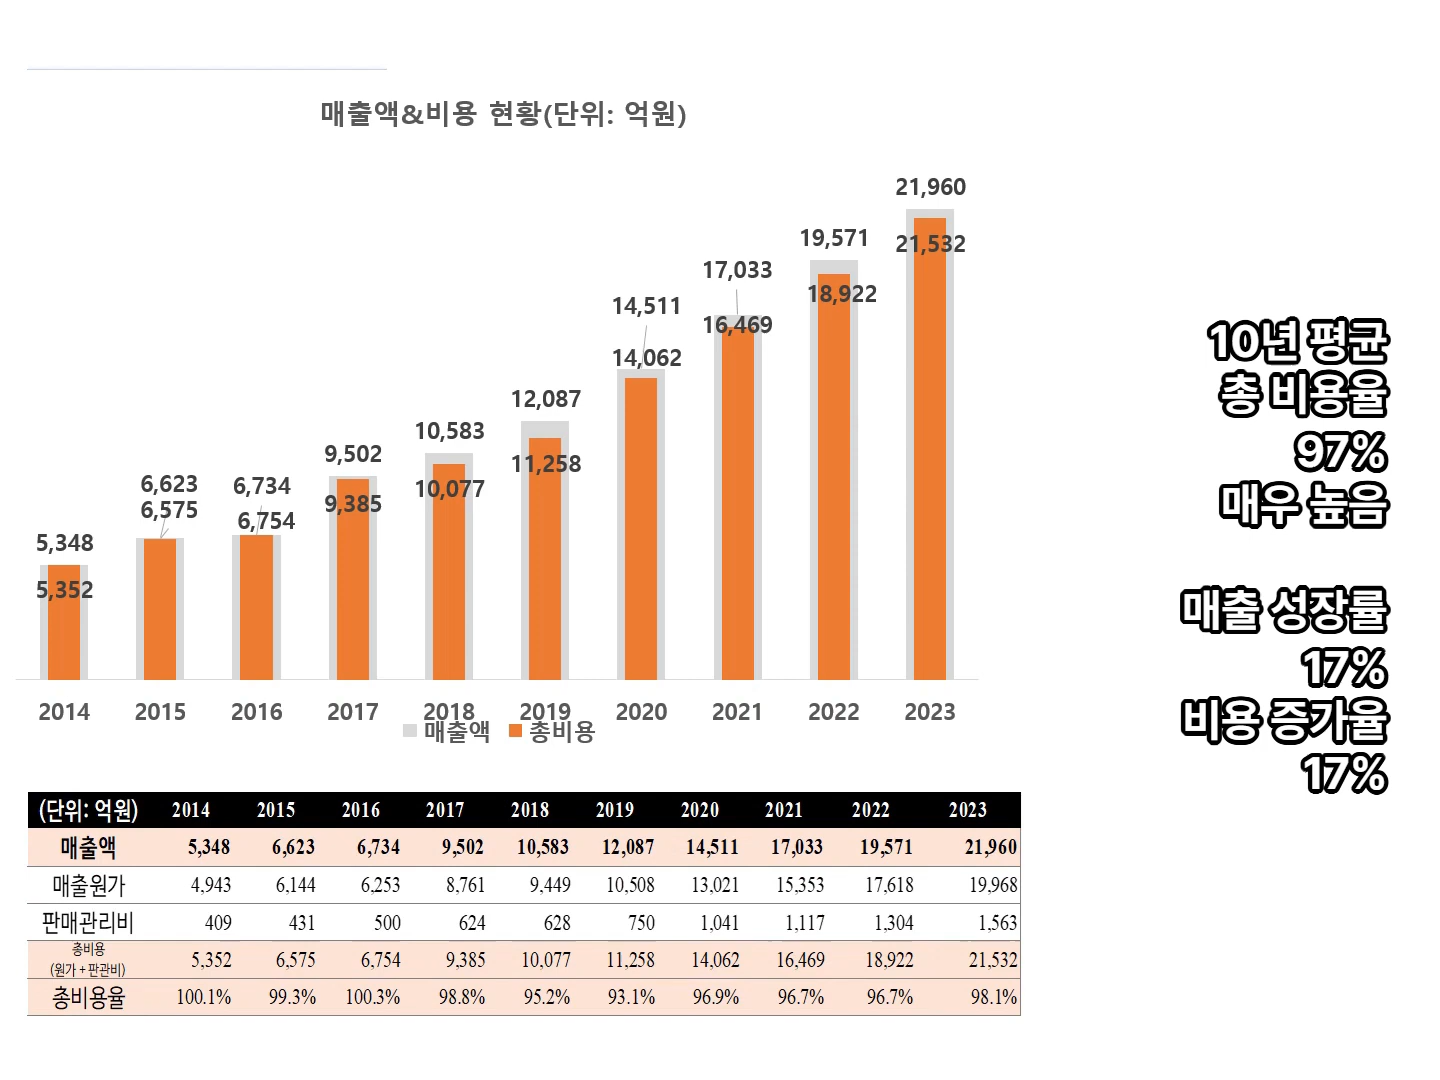 매출액&비용 현황(단위: 억원)
21,960
21,532
19,571
18,922
17,033
16,469
14,511
14,062
12,087
11,258
10,583
10,077
9,502
9,385
6,734
6,754
6,623
6,575
5,348
5,352
2014 2015 2016 2017 2018 2019 2020 2021 2022 2023
매출액 총비용
10년 평균
총 비용율
97%
매우 높음
매출 성장률
17%
비용 증가율
17%
(단위: 억원) 2014 2015 2016 2017 2018 2019 2020 2021 2022 2023
매출액 5,348 6,623 6,734 9,502 10,583 12,087 14,511 17,033 19,571 21,960
매출원가 4,943 6,144 6,253 8,761 9,449 10,508 13,021 15,353 17,618 19,968
판매관리비 409 431 500 624 628 750 1,041 1,117 1,304 1,563
총비용
(원가 + 판관비) 5,352 6,575 6,754 9,385 10,077 11,258 14,062 16,469 18,922 21,532
총비용율 100.1% 99.3% 100.3% 98.8% 95.2% 93.1% 96.9% 96.7% 96.7% 98.1%